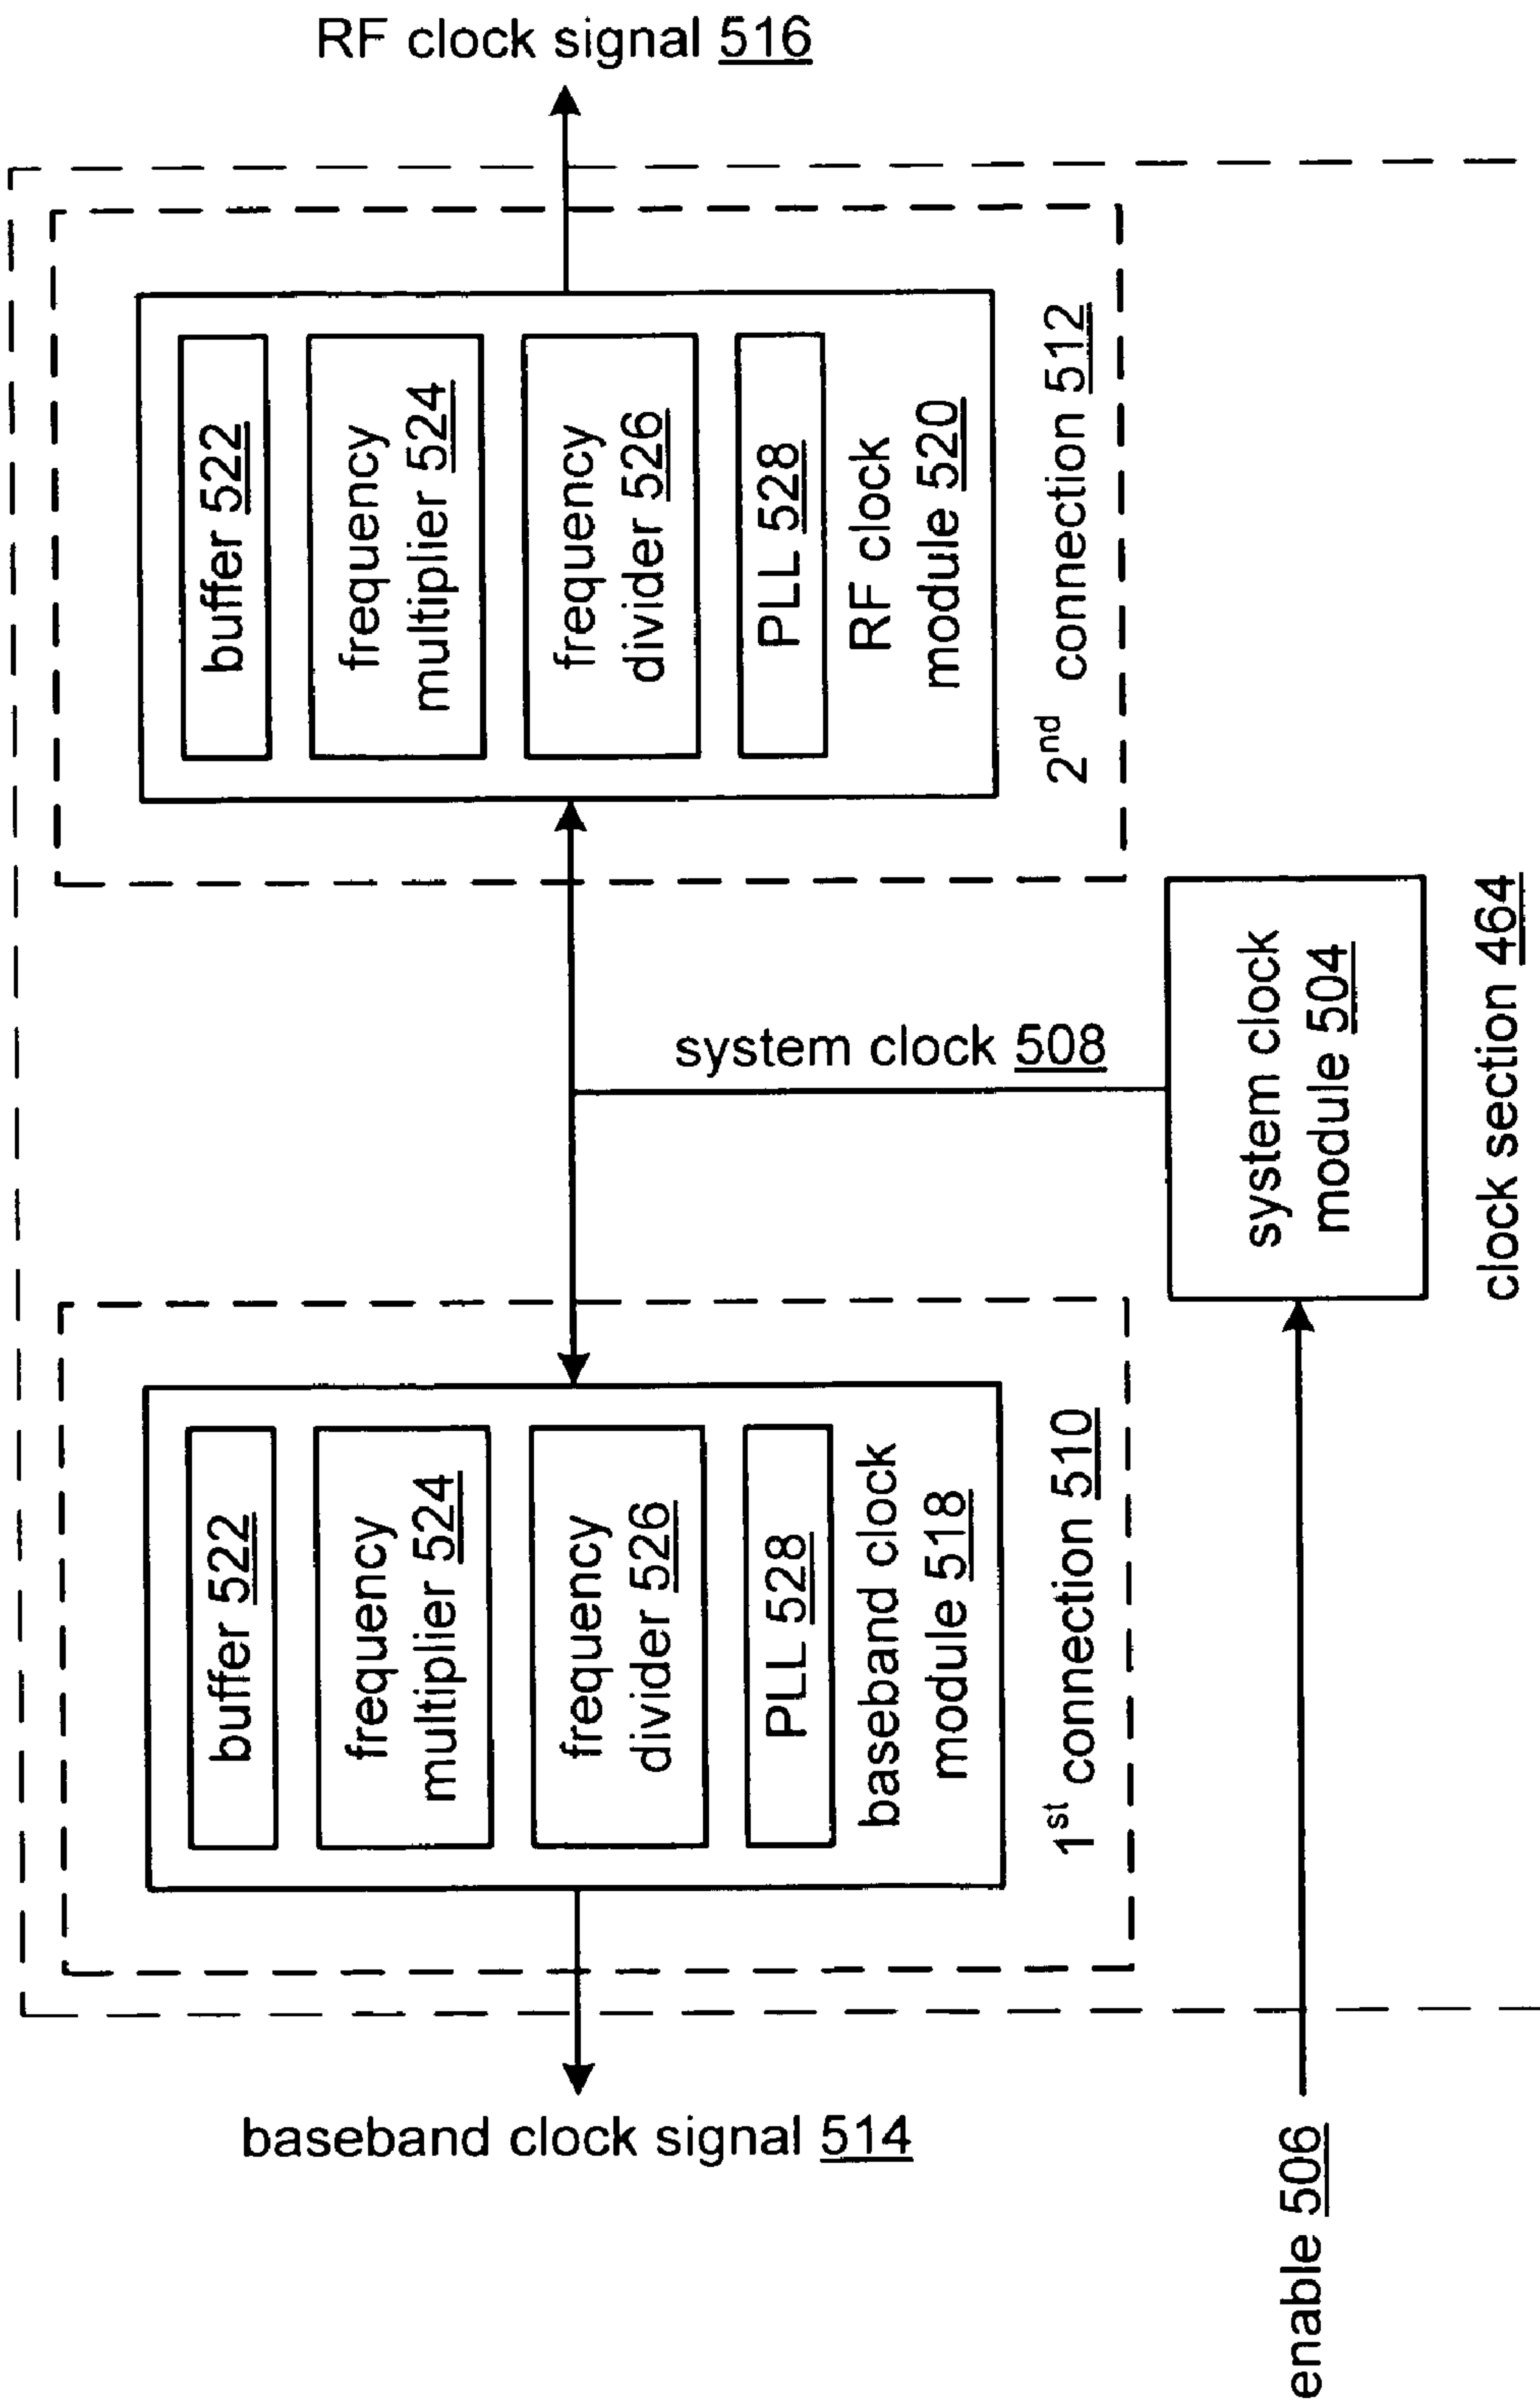 RF clock signal 516
buffer 522
frequency
multiplier 524
frequency
divider 526
PLL 528
RF clock
module 520
2nd connection 512
system clock 508
system clock
module 504
clock section 464
buffer 522
frequency
multiplier 524
frequency
divider 526
PLL 528
baseband clock
module 518
1st connection 510
baseband clock signal 514
enable 506